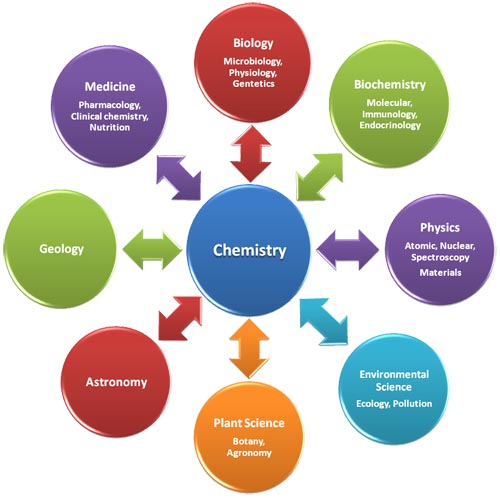 Biology
Microbiology,
Physiology,
Gentetics
Medicine
Pharmacology,
Clinical chemistry,
Nutrition
Biochemistry
Molecular,
Immunology,
Endocrinology
Geology
Chemistry
Physics
Atomic, Nuclear,
Spectroscopy
Materials
Astronomy
Environmental
Science
Ecology, Pollution
Plant Science
Botany,
Agronomy